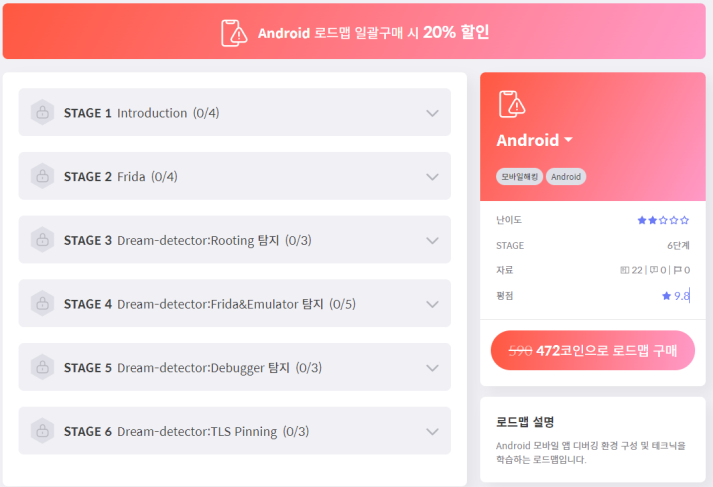 Android 로드맵 일괄구매 시 20% 할인
STAGE 1 Introduction (0/4)
STAGE 2 Frida (0/4)
STAGE 3 Dream-detector:Rooting 탐지 (0/3)
STAGE 4 Dream-detector:Frida&Emulator 탐지 (0/5)
STAGE 5 Dream-detector:Debugger 탐지 (0/3)
STAGE 6 Dream-detector:TLS Pinning (0/3)
Android
모바일해킹 Android
난이도
STAGE 6단계
자료 22 | 0 | 0
평점 9.8
590 472코인으로 로드맵 구매
로드맵 설명
Android 모바일 앱 디버깅 환경 구성 및 테크닉을
학습하는 로드맵입니다.